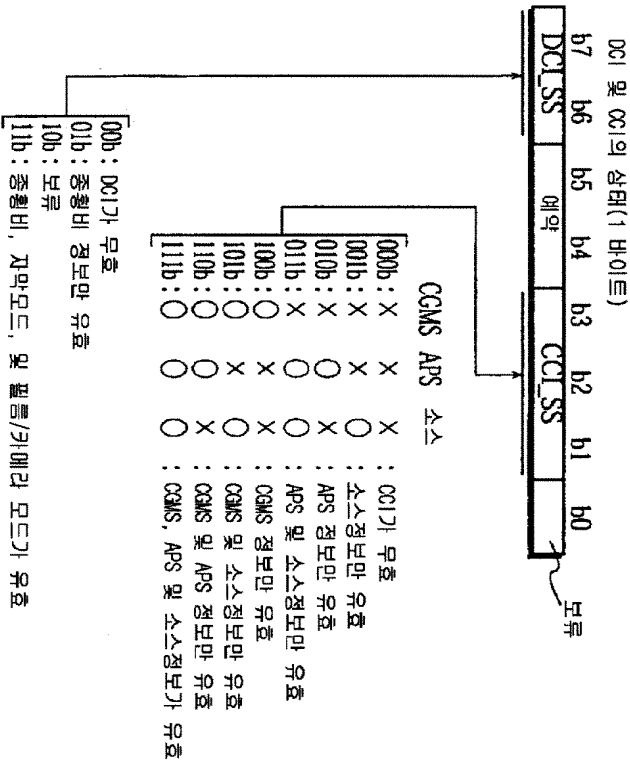 DCI 및 CCI의 상태(1 바이트)
b7 b6 b5 b4 b3 b2 b1 b0
DCI_SS 예약 CCI_SS
보류
CGMS APS 소스
000b : X X X : CCI가 무효
001b : X X O : 소스정보만 유효
010b : X O X : APS 정보만 유효
011b : X O O : APS 및 소스정보만 유효
100b : O X X : CGMS 정보만 유효
101b : O X O : CGMS 및 소스정보만 유효
110b : O O X : CGMS 및 APS 정보만 유효
111b : O O O : CGMS, APS 및 소스정보가 유효
00b : DCI가 무효
01b : 종횡비 정보만 유효
10b : 보류
11b : 종횡비, 자막모드, 및 필름/카메라 모드가 유효